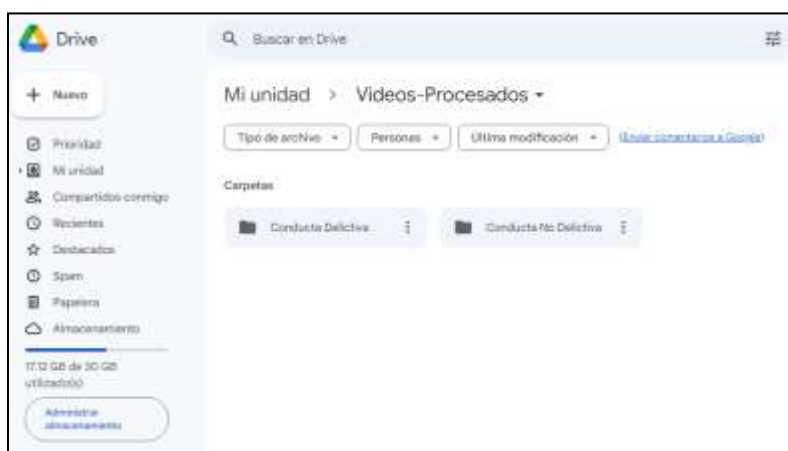 Drive
Buscar en Drive
+ Nuevo
Mi unidad > Videos-Procesados
Tipo de archivo
Personas
Última modificación
(Enviar comentarios a Google)
Prioridad
Mi unidad
Compartidos conmigo
Recientes
Destacados
Spam
Papelera
Almacenamiento
Carpetas
Conducta Delictiva
Conducta No Delictiva
17.12 GB de 30 GB
utilizado(s)
Administrar
almacenamiento